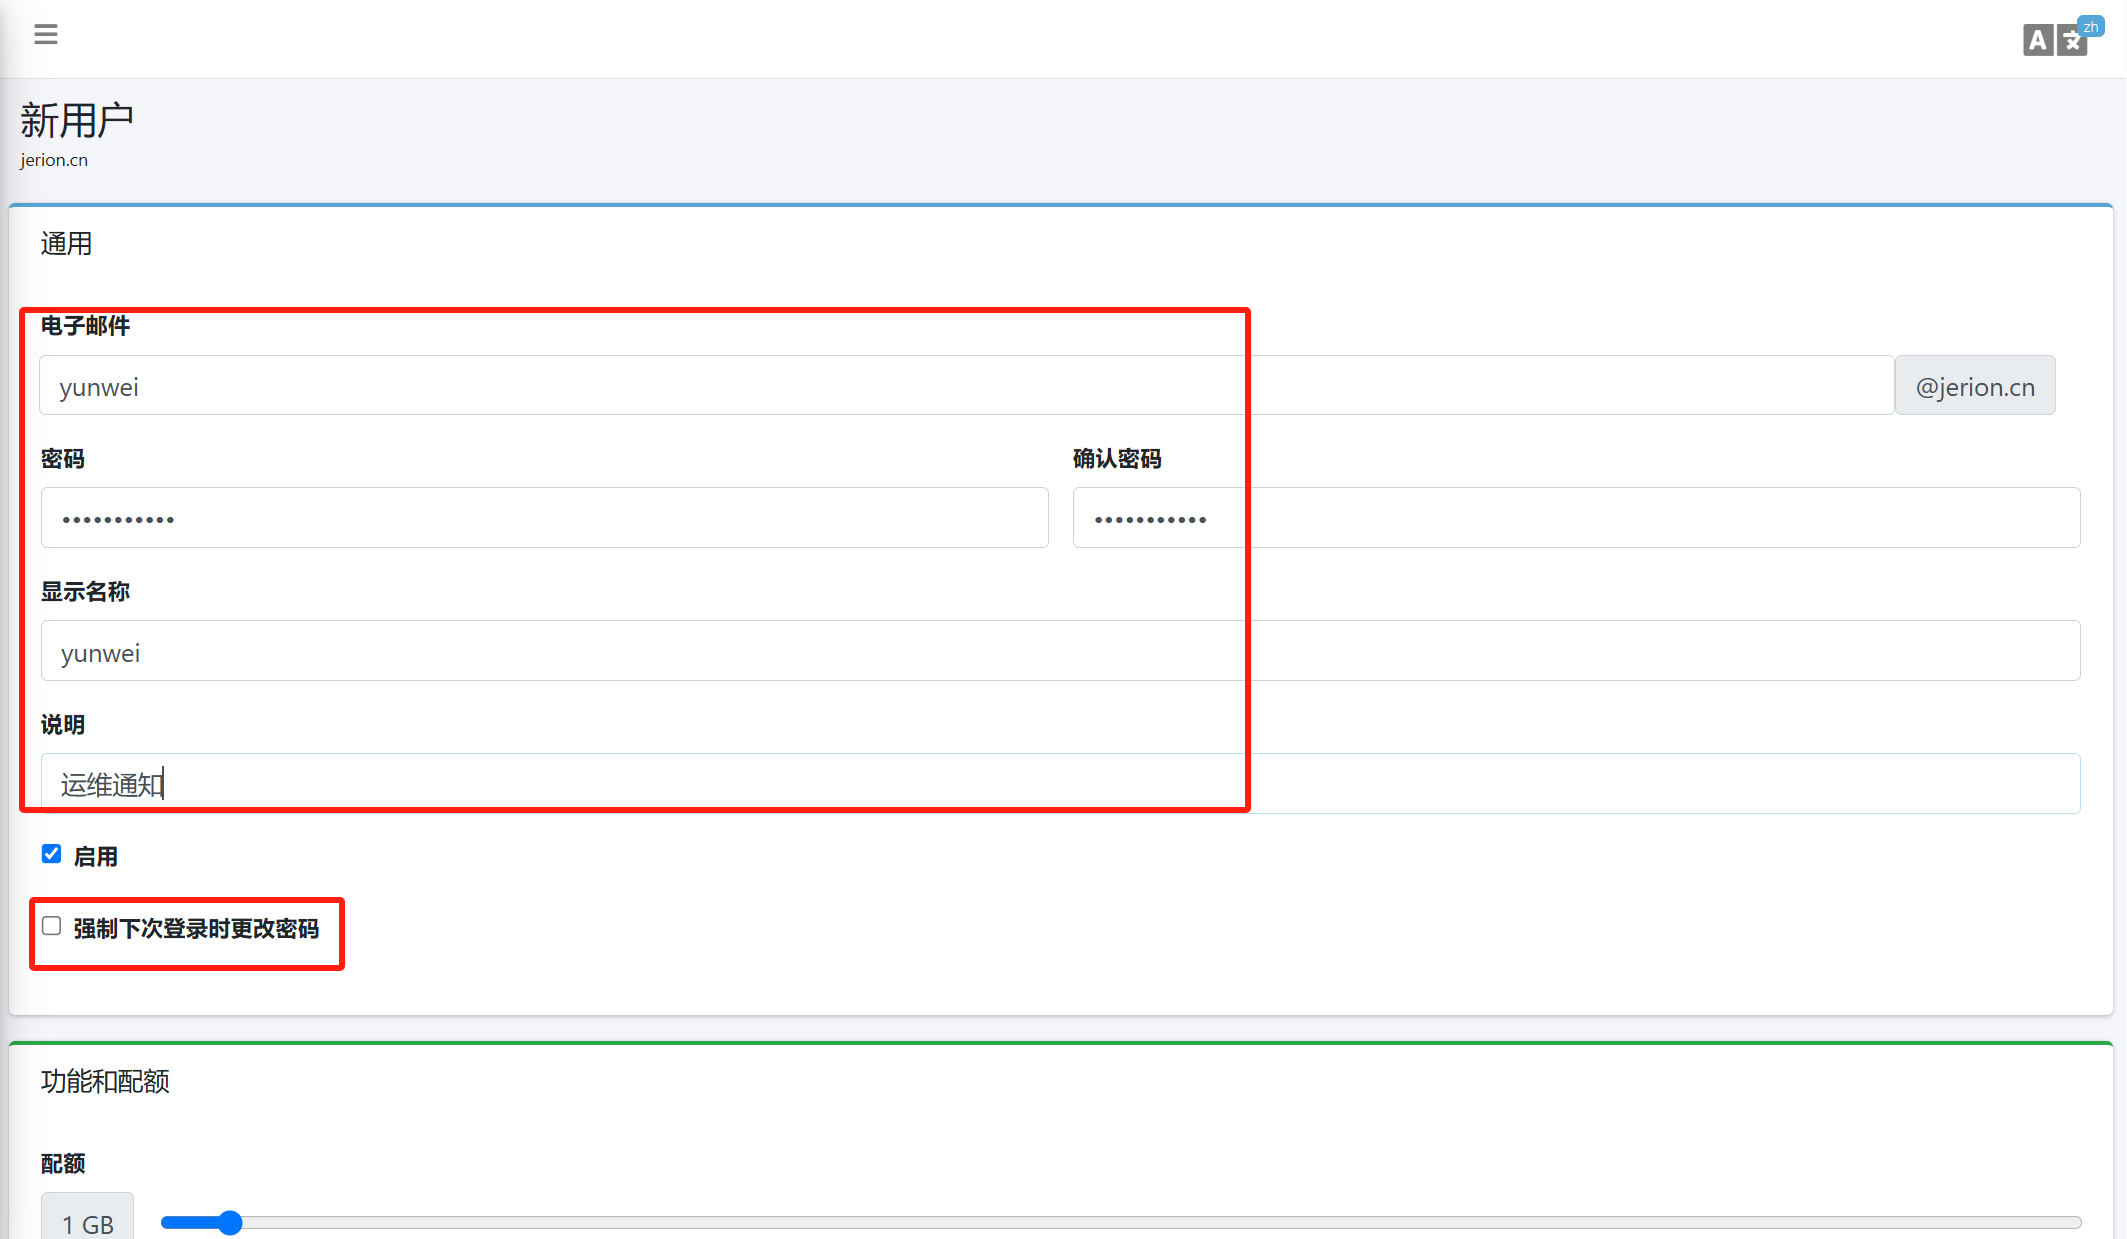 A文 zh
新用户
jerion.cn
通用
电子邮件
yunwei @jerion.cn
密码 确认密码
••••••••••• •••••••••••
显示名称
yunwei
说明
运维通知
启用
强制下次登录时更改密码
功能和配额
配额
1 GB